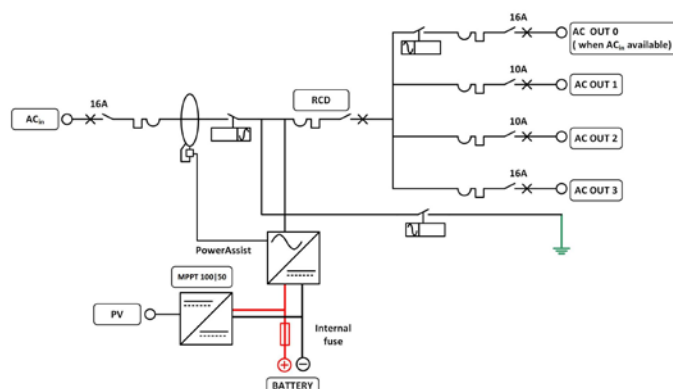 16A
AC OUT 0
( when ACin available)
10A
AC OUT 1
RCD
16A
ACin
10A
AC OUT 2
16A
AC OUT 3
PowerAssist
MPPT 100|50
PV
Internal
fuse
+
−
BATTERY